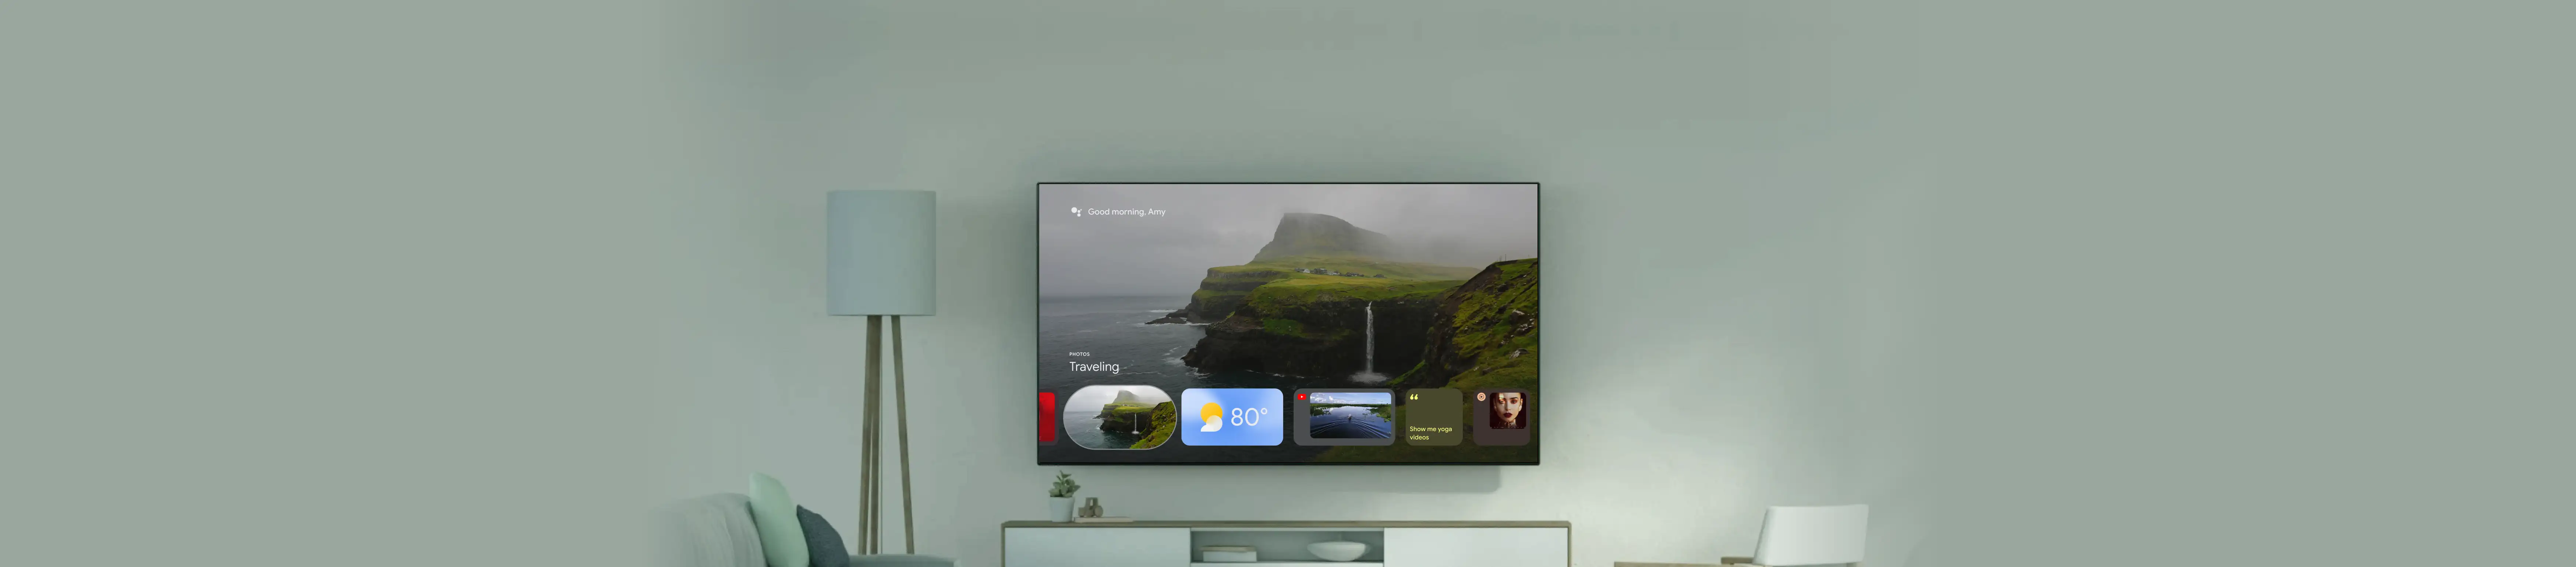 Good morning, Amy
PHOTOS
Traveling
80°
“
Show me yoga
videos